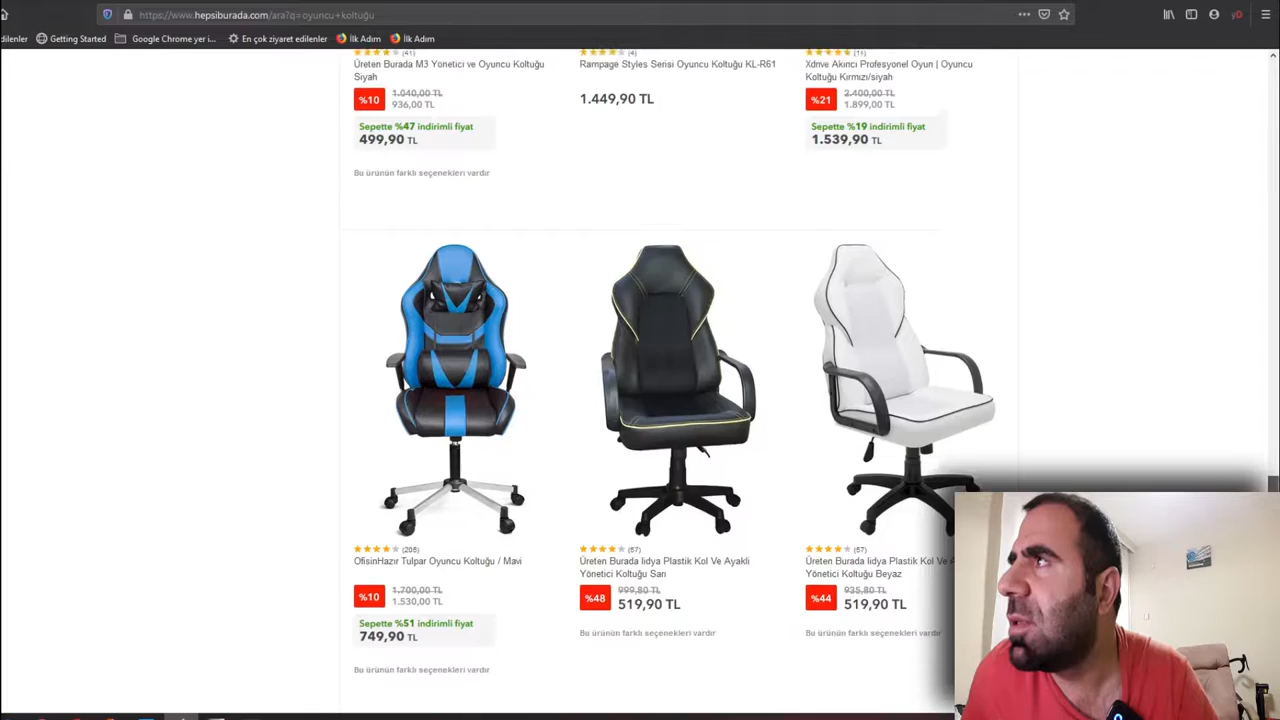 https://www.hepsiburada.com/ara?q=oyuncu+koltuğu
dilenler Getting Started Google Chrome yer i... En çok ziyaret edilenler İlk Adım İlk Adım
(41)
Üreten Burada M3 Yönetici ve Oyuncu Koltuğu
Siyah
%10
1.040,00 TL
936,00 TL
Sepette %47 indirimli fiyat
499,90 TL
Bu ürünün farklı seçenekleri vardır
(4)
Rampage Styles Serisi Oyuncu Koltuğu KL-R61
1.449,90 TL
Xdrive Akıncı Profesyonel Oyun | Oyuncu
Koltuğu Kırmızı/siyah
%21
2.400,00 TL
1.899,00 TL
Sepette %19 indirimli fiyat
1.539,90 TL
(205)
OfisinHazır Tulpar Oyuncu Koltuğu / Mavi
%10
1.700,00 TL
1.530,00 TL
Sepette %51 indirimli fiyat
749,90 TL
Bu ürünün farklı seçenekleri vardır
(57)
Üreten Burada lidya Plastik Kol Ve Ayaklı
Yönetici Koltuğu Sarı
%48
999,80 TL
519,90 TL
Bu ürünün farklı seçenekleri vardır
(57)
Üreten Burada lidya Plastik Kol Ve A
Yönetici Koltuğu Beyaz
%44
935,80 TL
519,90 TL
Bu ürünün farklı seçenekleri vardır